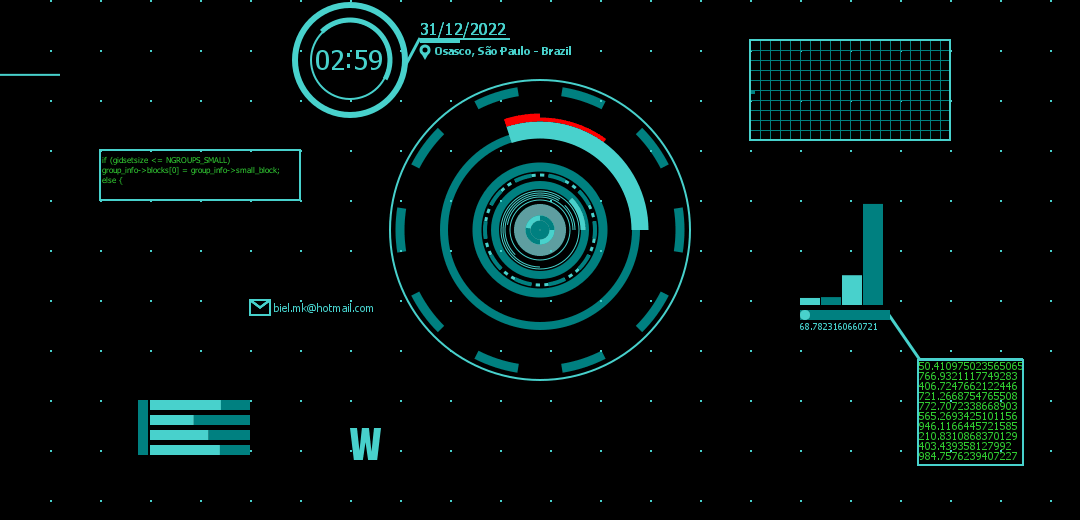 31/12/2022
Osasco, São Paulo - Brazil
02:59
if (gidsetsize <= NGROUPS_SMALL)
group_info->blocks[0] = group_info->small_block;
else {
biel.mk@hotmail.com
68.7823160660721
50.410975023565065
766.9321117749283
406.7247662122446
721.2668754765508
772.7072338668903
565.2693425101156
946.1166445721585
210.8310868370129
403.439358127992
984.7576239407227
W